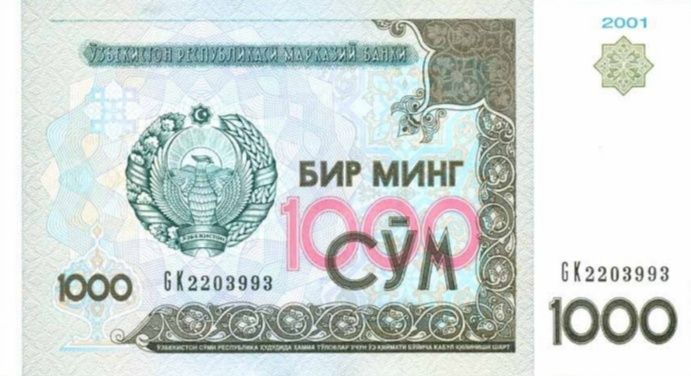 ЎЗБЕКИСТОН РЕСПУБЛИКАСИ МАРКАЗИЙ БАНКИ
2001
БИР МИНГ
1000
СЎМ
ЎЗБЕКИСТОН
1000
GK2203993
GK2203993
1000
ЎЗБЕКИСТОН СЎМИ РЕСПУБЛИКА ҲУДУДИДА ҲАММА ТЎЛОВЛАР УЧУН ЎЗ ҚИЙМАТИ БЎЙИЧА ҚАБУЛ ҚИЛИНИШИ ШАРТ